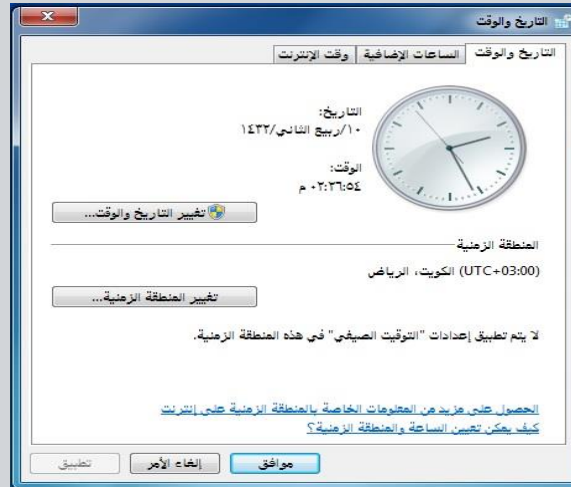 التاريخ والوقت
التاريخ والوقت
الساعات الإضافية
وقت الإنترنت
التاريخ:
١٠/ربيع الثاني/١٤٣٢
الوقت:
٠٢:٢٦:٥٤ م
تغيير التاريخ والوقت...
المنطقة الزمنية
(UTC+03:00) الكويت، الرياض
تغيير المنطقة الزمنية...
لا يتم تطبيق إعدادات "التوقيت الصيفي" في هذه المنطقة الزمنية.
الحصول على مزيد من المعلومات الخاصة بالمنطقة الزمنية على إنترنت
كيف يمكن تعيين الساعة والمنطقة الزمنية؟
موافق
إلغاء الأمر
تطبيق